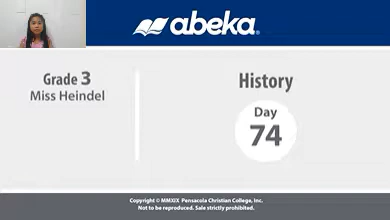 abeka®
Grade 3
Miss Heindel
History
Day
74
Copyright © MMXIX Pensacola Christian College, Inc.
Not to be reproduced. Sale strictly prohibited.